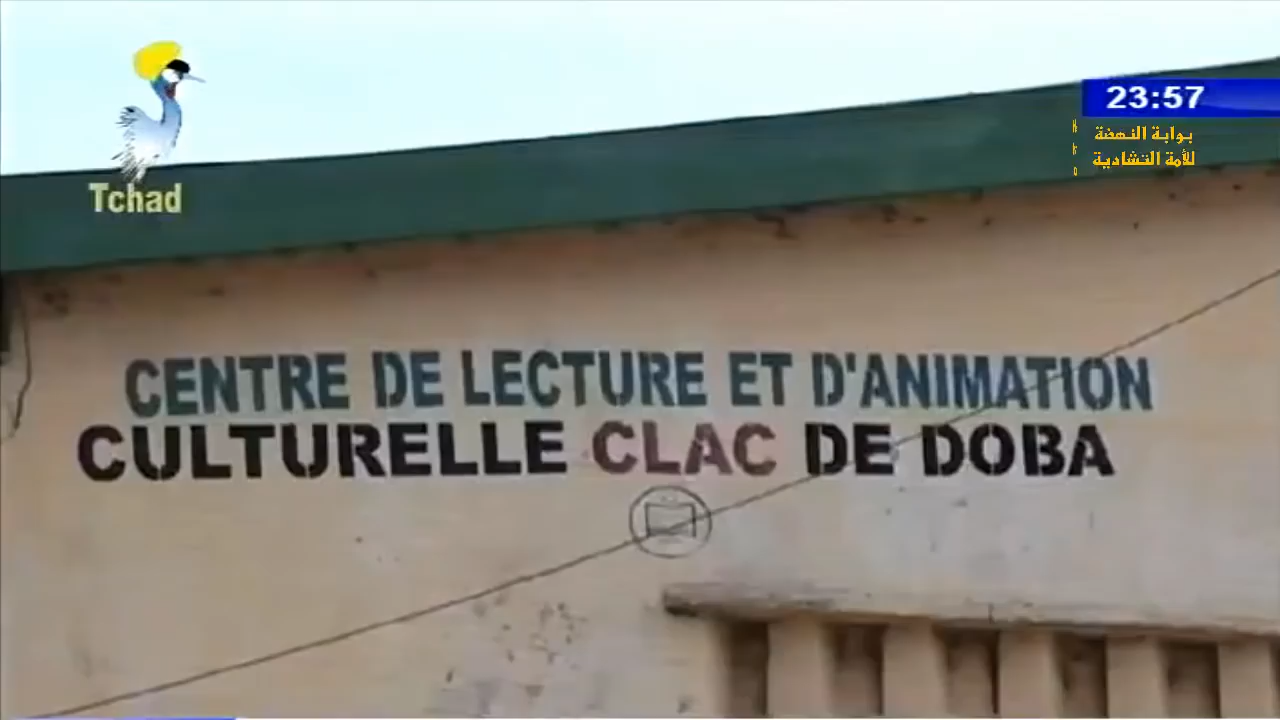 Tchad
23:57
بوابة النهضة
للأمة التشادية
CENTRE DE LECTURE ET D'ANIMATION
CULTURELLE CLAC DE DOBA